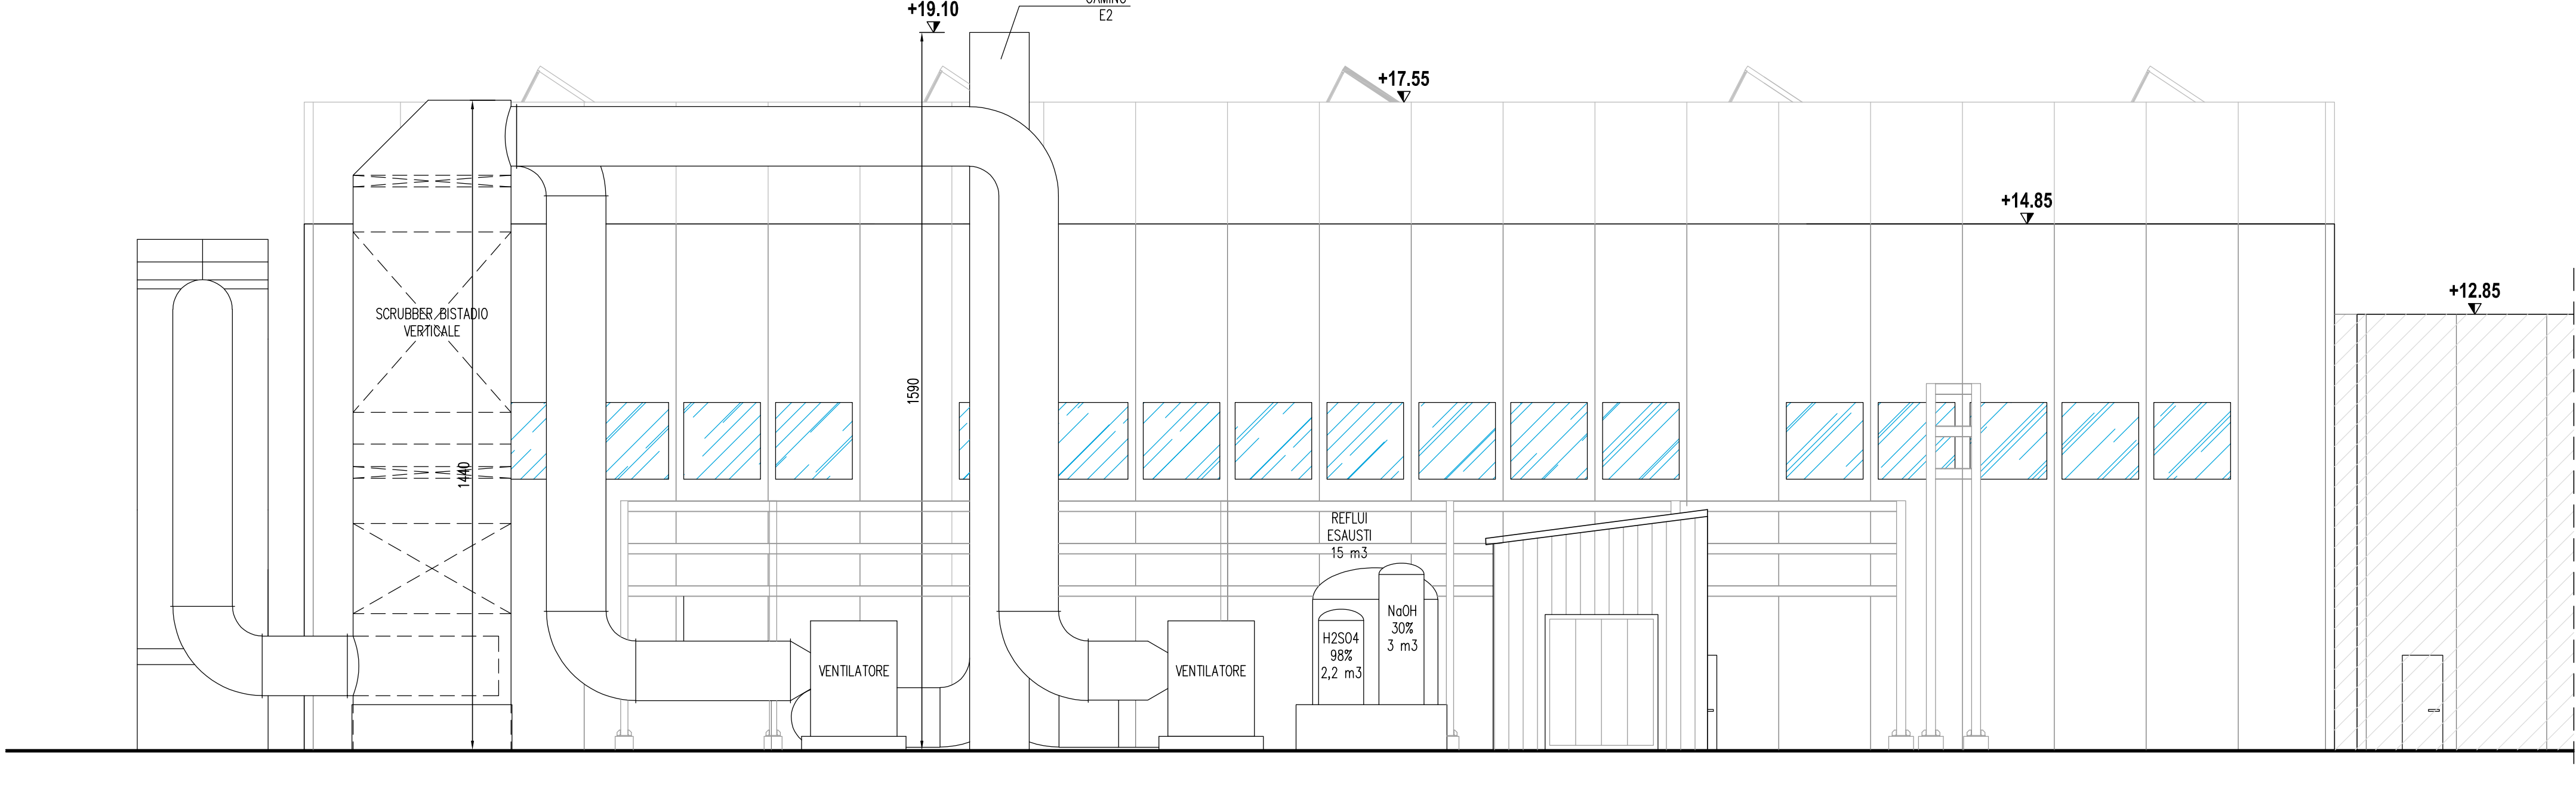 +19.10
CAMINO
E2
+17.55
+14.85
+12.85
SCRUBBER BISTADIO
VERTICALE
1590
1440
REFLUI
ESAUSTI
15 m3
NaOH
30%
3 m3
H2SO4
98%
2,2 m3
VENTILATORE
VENTILATORE